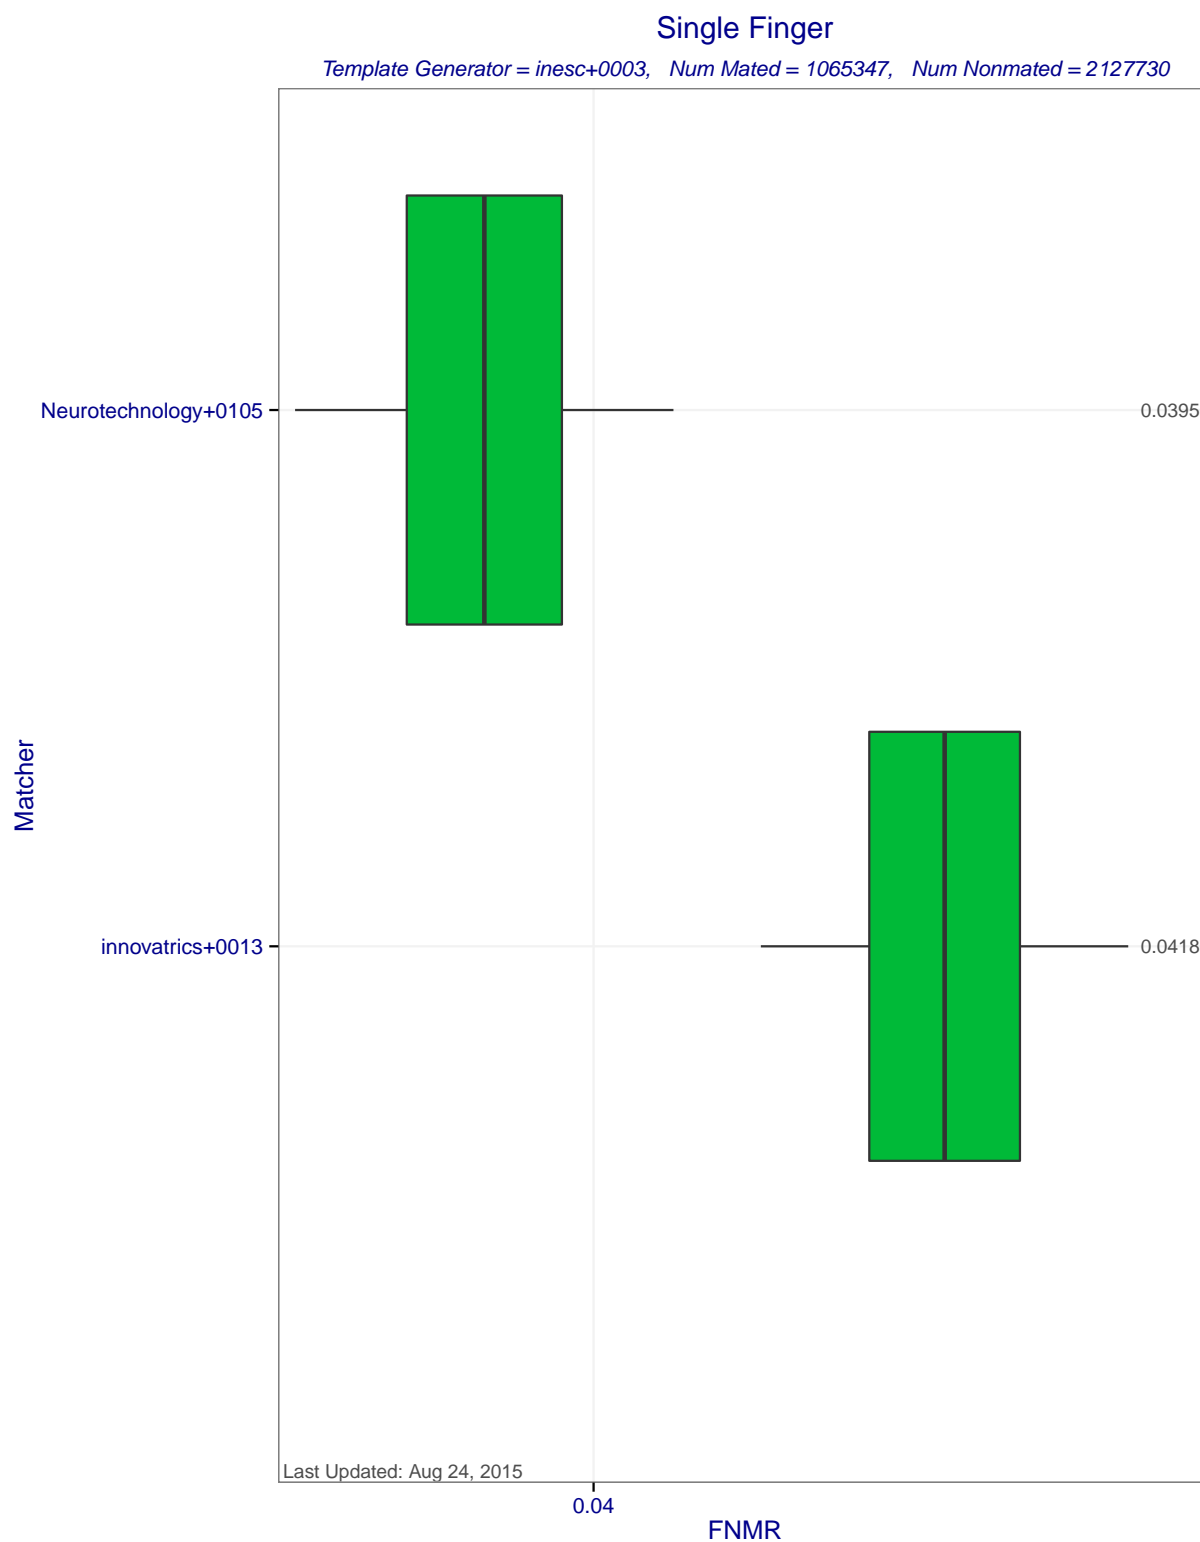 Single Finger
Template Generator = inesc+0003, Num Mated = 1065347, Num Nonmated = 2127730
Neurotechnology+0105
0.0395
Matcher
innovatrics+0013
0.0418
Last Updated: Aug 24, 2015
0.04
FNMR